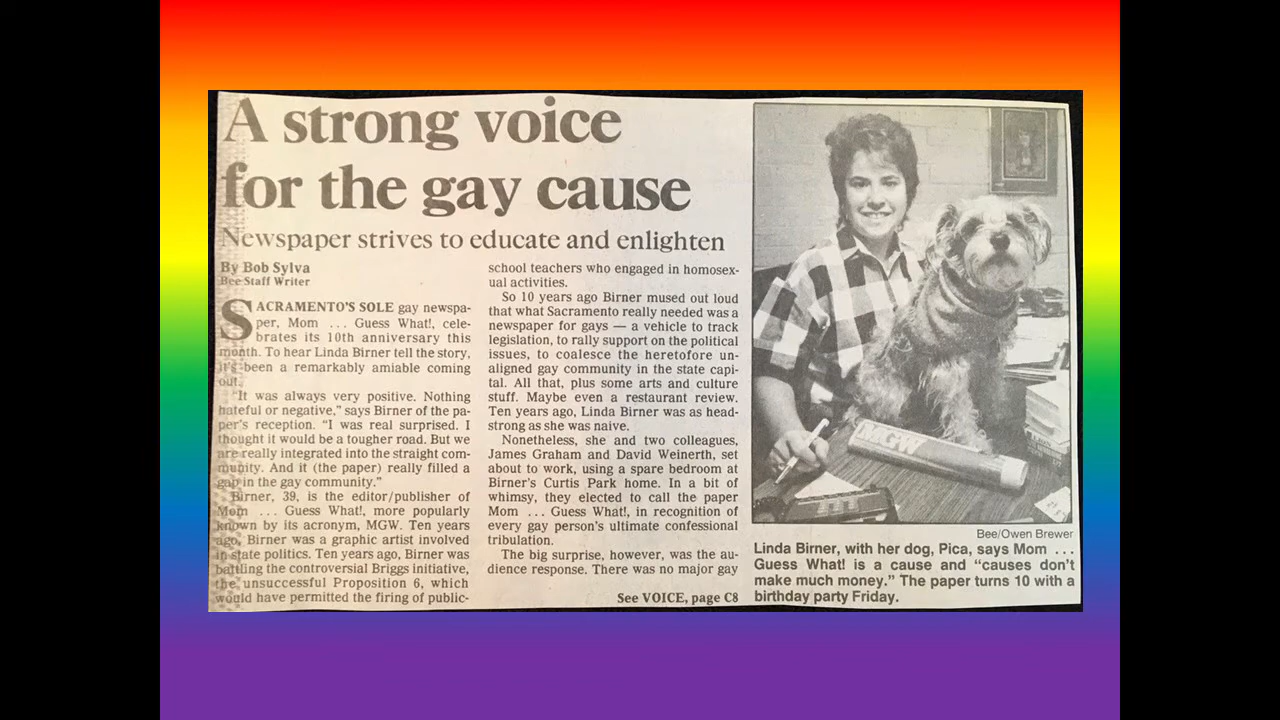 A strong voice
for the gay cause
Newspaper strives to educate and enlighten
By Bob Sylva
Bee Staff Writer
SACRAMENTO'S SOLE gay newspa-
per, Mom ... Guess What!, cele-
brates its 10th anniversary this
month. To hear Linda Birner tell the story,
it's been a remarkably amiable coming
out.
"It was always very positive. Nothing
hateful or negative," says Birner of the pa-
per's reception. "I was real surprised. I
thought it would be a tougher road. But we
are really integrated into the straight com-
munity. And it (the paper) really filled a
gap in the gay community."
Birner, 39, is the editor/publisher of
Mom ... Guess What!, more popularly
known by its acronym, MGW. Ten years
ago, Birner was a graphic artist involved
in state politics. Ten years ago, Birner was
battling the controversial Briggs initiative,
the unsuccessful Proposition 6, which
would have permitted the firing of public-
school teachers who engaged in homosex-
ual activities.
So 10 years ago Birner mused out loud
that what Sacramento really needed was a
newspaper for gays — a vehicle to track
legislation, to rally support on the political
issues, to coalesce the heretofore un-
aligned gay community in the state capi-
tal. All that, plus some arts and culture
stuff. Maybe even a restaurant review.
Ten years ago, Linda Birner was as head-
strong as she was naive.
Nonetheless, she and two colleagues,
James Graham and David Weinerth, set
about to work, using a spare bedroom at
Birner's Curtis Park home. In a bit of
whimsy, they elected to call the paper
Mom ... Guess What!, in recognition of
every gay person's ultimate confessional
tribulation.
The big surprise, however, was the au-
dience response. There was no major gay
See VOICE, page C8
MGW
Bee/Owen Brewer
Linda Birner, with her dog, Pica, says Mom ...
Guess What! is a cause and "causes don't
make much money." The paper turns 10 with a
birthday party Friday.